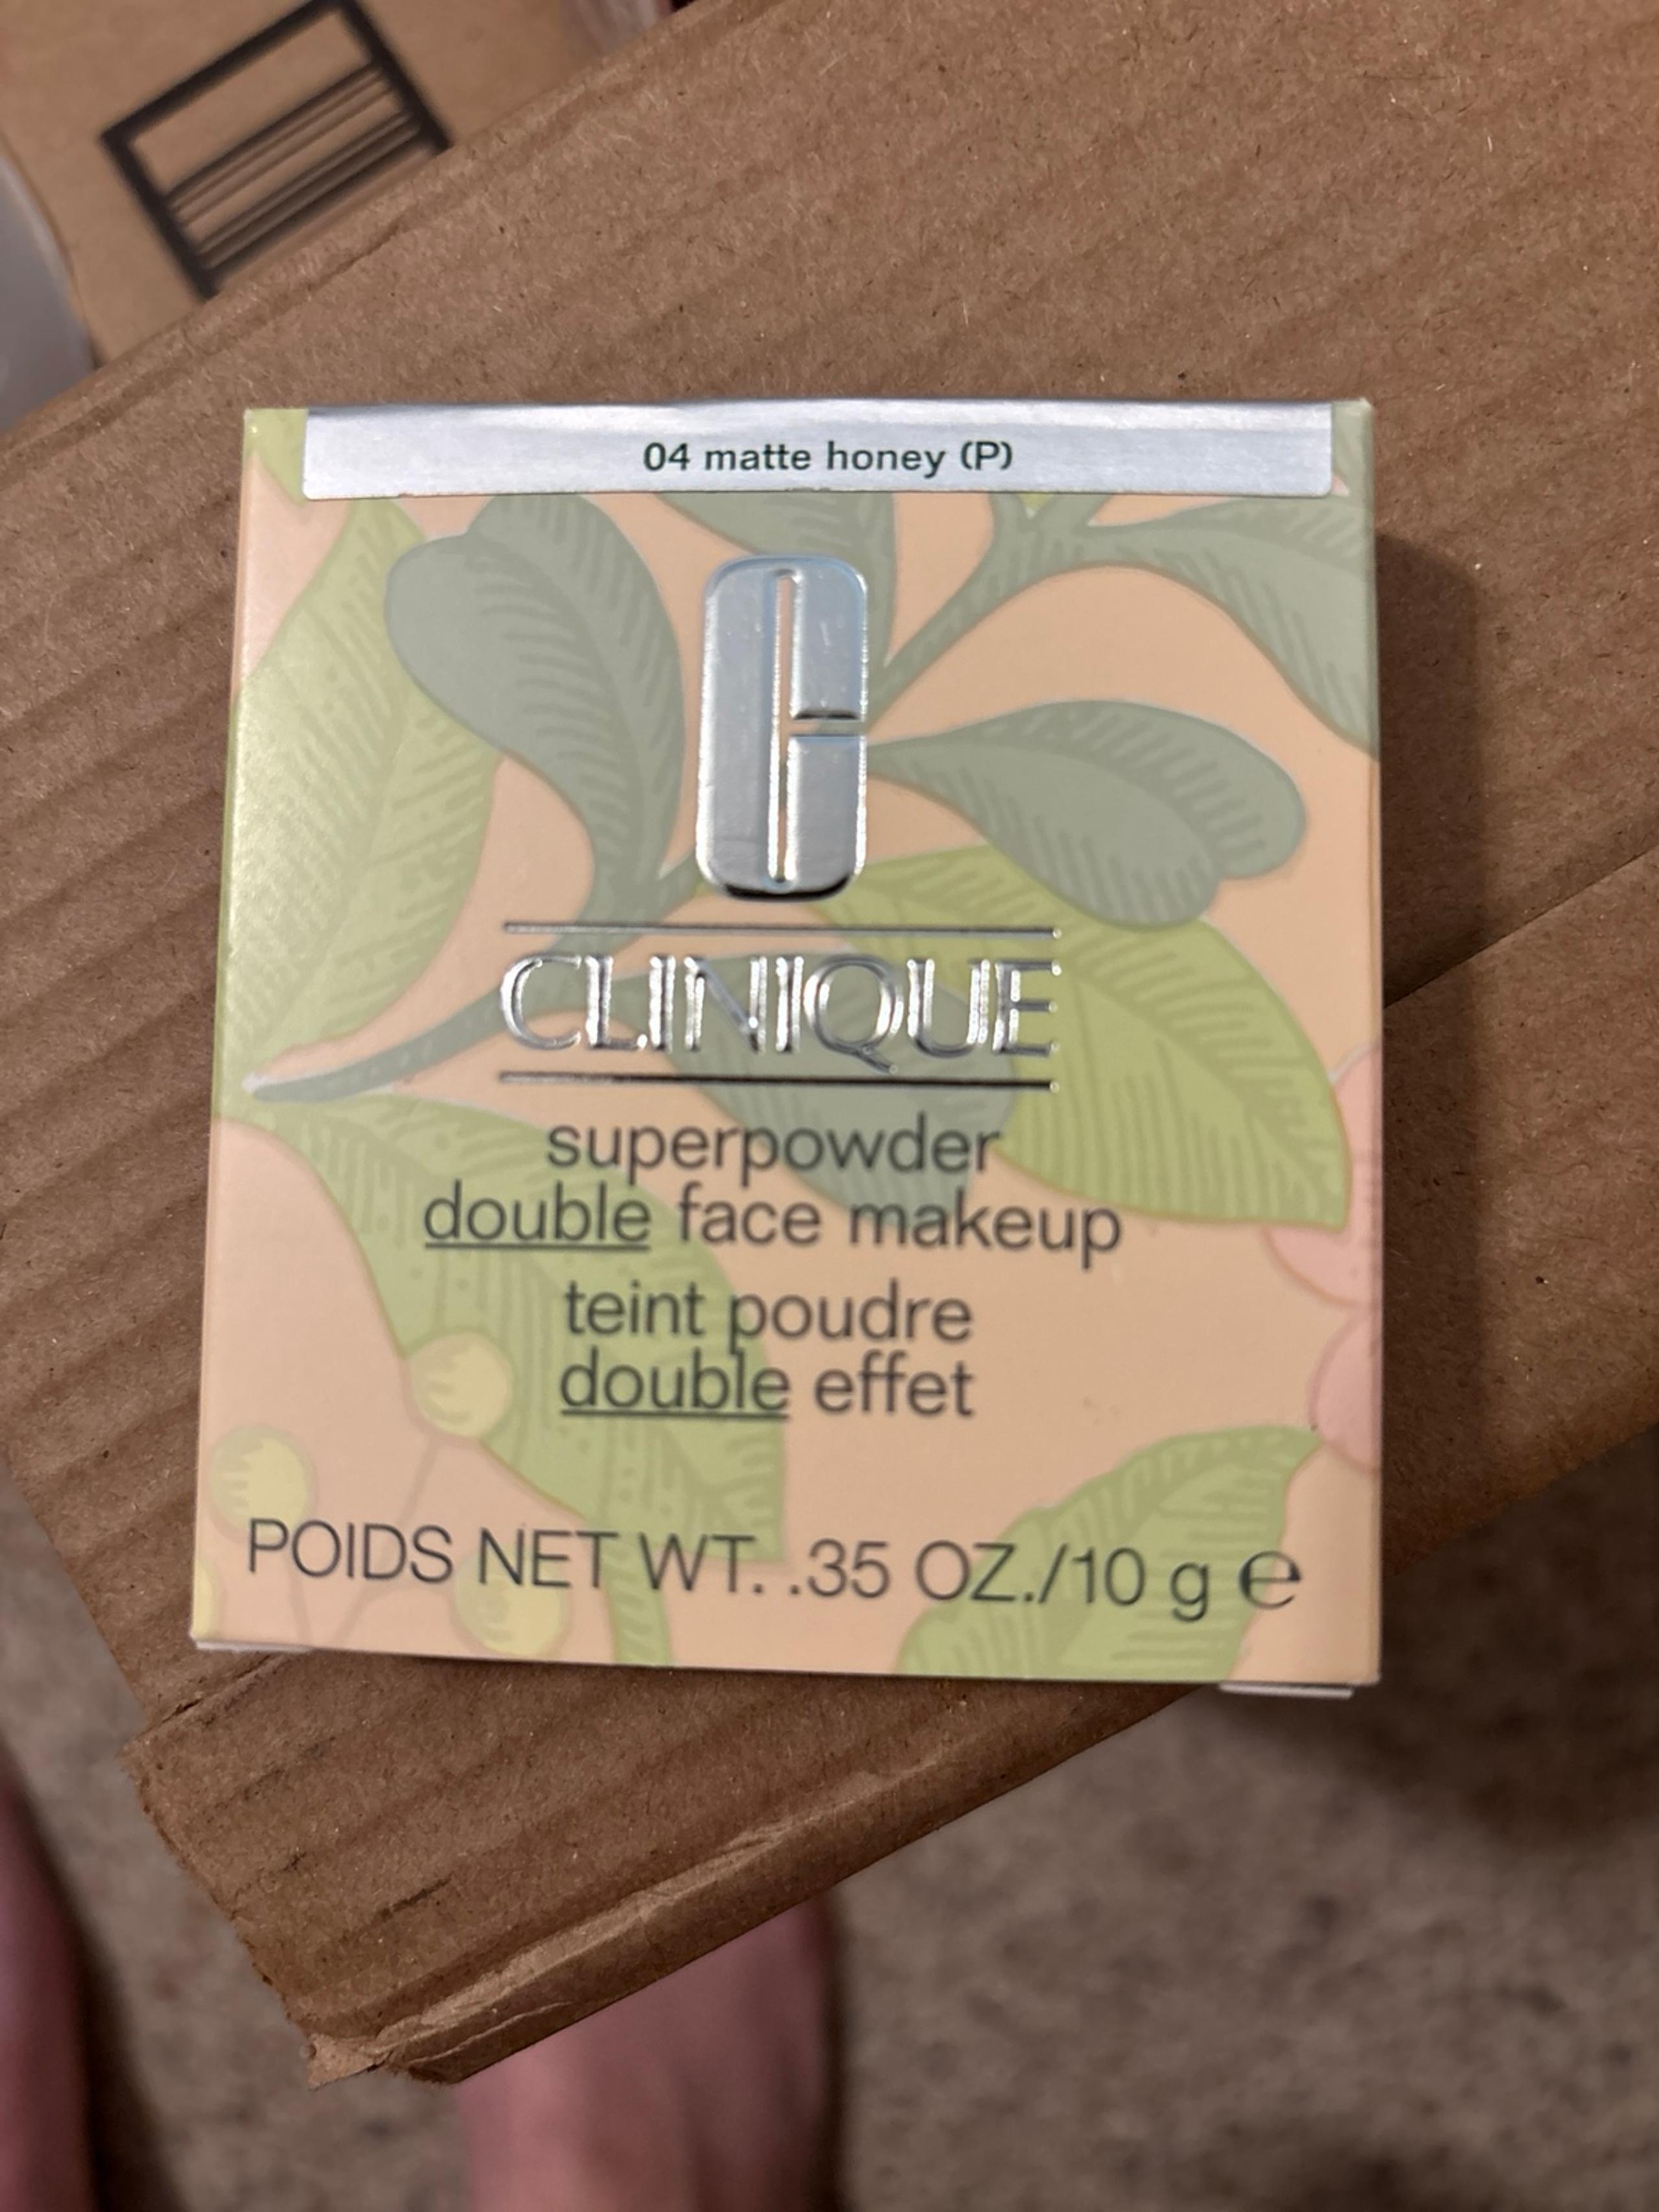 04 matte honey (P)
C
CLINIQUE
superpowder
double face makeup
teint poudre
double effet
POIDS NET WT. .35 OZ./10 g ℮